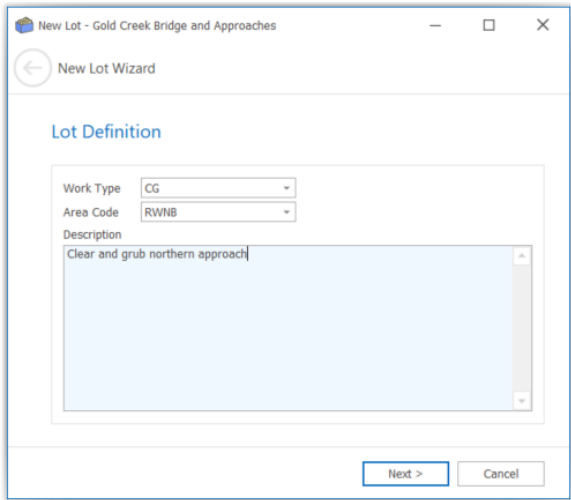 New Lot - Gold Creek Bridge and Approaches
New Lot Wizard
Lot Definition
Work Type CG
Area Code RWNB
Description
Clear and grub northern approach
Next > Cancel